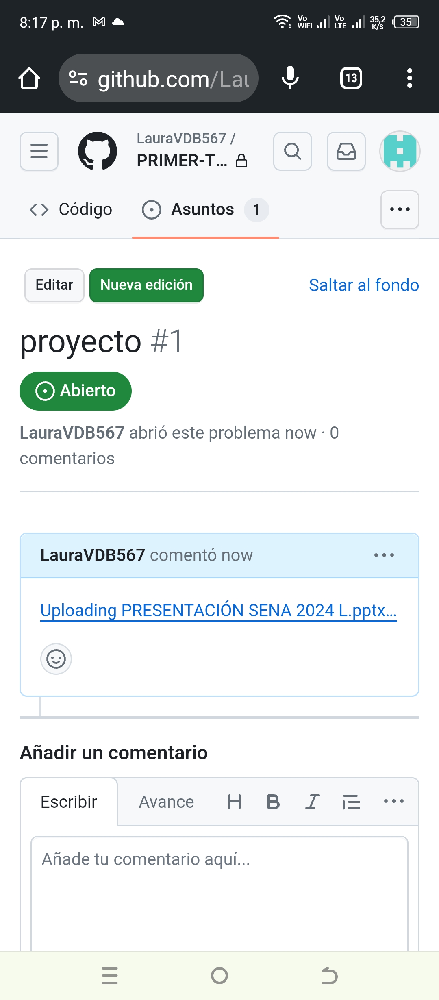 8:17 p. m.
Vo WiFi Vo LTE 35,2 K/S 35
github.com/Lau
13
LauraVDB567 /
PRIMER-T...
Código Asuntos 1
Editar Nueva edición Saltar al fondo
proyecto #1
Abierto
LauraVDB567 abrió este problema now · 0
comentarios
LauraVDB567 comentó now
Uploading PRESENTACIÓN SENA 2024 L.pptx…
Añadir un comentario
Escribir Avance H B I
Añade tu comentario aquí...